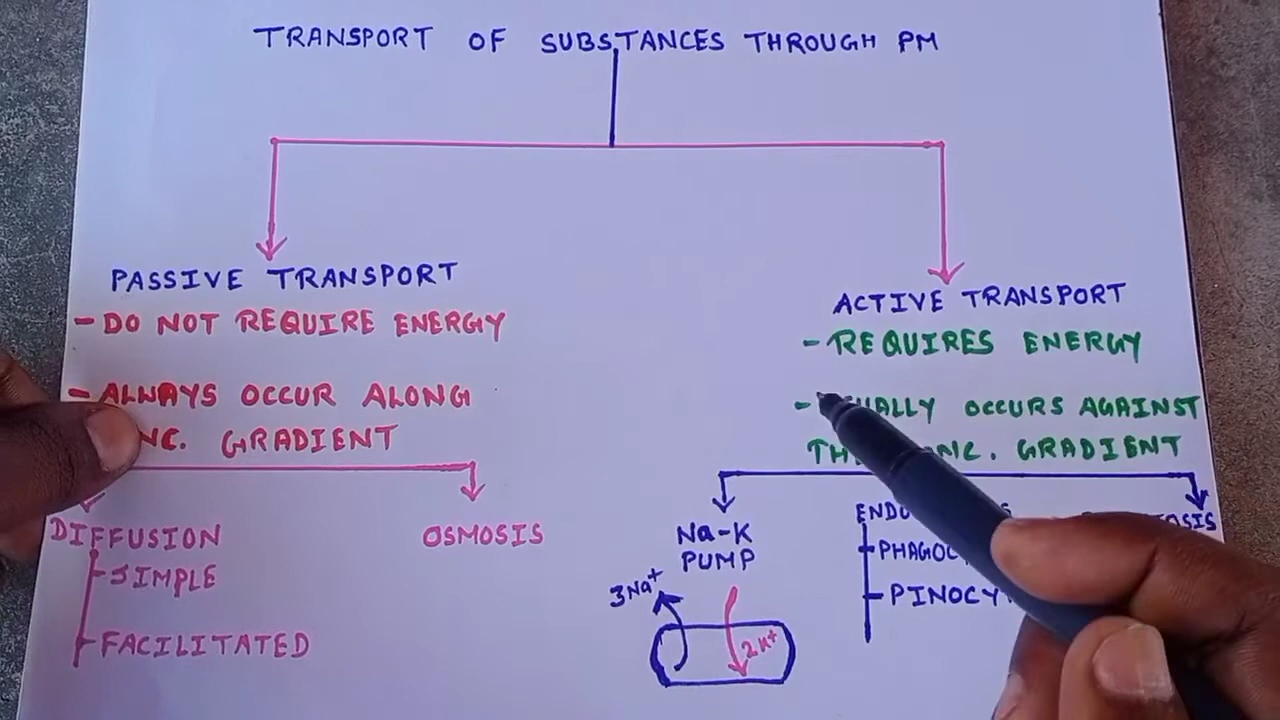 TRANSPORT OF SUBSTANCES THROUGH PM
PASSIVE TRANSPORT
- DO NOT REQUIRE ENERGY
- ALWAYS OCCUR ALONG
GRADIENT
DIFFUSION
SIMPLE
FACILITATED
OSMOSIS
ACTIVE TRANSPORT
- REQUIRES ENERGY
- OCCURS AGAINST
GRADIENT
Na-K
PUMP
3Na+
2K+